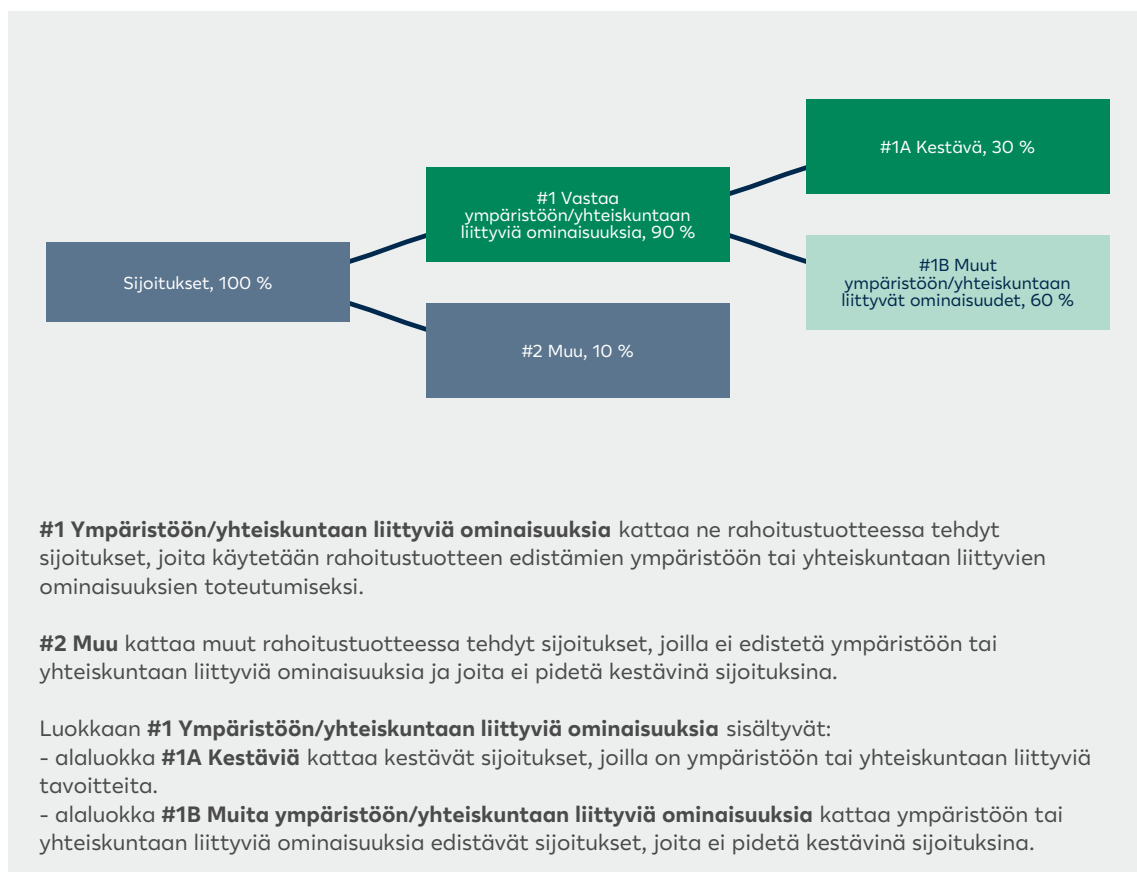 #1A Kestävä, 30 %
#1 Vastaa
ympäristöön/yhteiskuntaan
liittyviä ominaisuuksia, 90 %
Sijoitukset, 100 %
#1B Muut
ympäristöön/yhteiskuntaan
liittyvät ominaisuudet, 60 %
#2 Muu, 10 %
#1 Ympäristöön/yhteiskuntaan liittyviä ominaisuuksia kattaa ne rahoitustuotteessa tehdyt
sijoitukset, joita käytetään rahoitustuotteen edistämien ympäristöön tai yhteiskuntaan liittyvien
ominaisuuksien toteutumiseksi.
#2 Muu kattaa muut rahoitustuotteessa tehdyt sijoitukset, joilla ei edistetä ympäristöön tai
yhteiskuntaan liittyviä ominaisuuksia ja joita ei pidetä kestävinä sijoituksina.
Luokkaan #1 Ympäristöön/yhteiskuntaan liittyviä ominaisuuksia sisältyvät:
- alaluokka #1A Kestäviä kattaa kestävät sijoitukset, joilla on ympäristöön tai yhteiskuntaan liittyviä
tavoitteita.
- alaluokka #1B Muita ympäristöön/yhteiskuntaan liittyviä ominaisuuksia kattaa ympäristöön tai
yhteiskuntaan liittyviä ominaisuuksia edistävät sijoitukset, joita ei pidetä kestävinä sijoituksina.